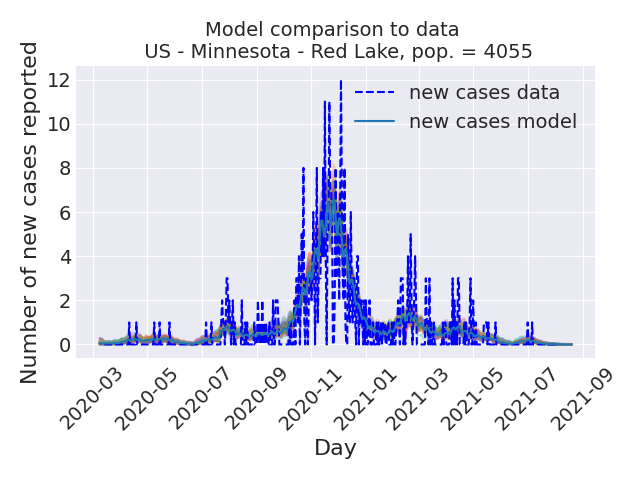 Model comparison to data
US - Minnesota - Red Lake, pop. = 4055
Number of new cases reported
12
10
8
6
4
2
0
new cases data
new cases model
2020-03
2020-05
2020-07
2020-09
2020-11
2021-01
2021-03
2021-05
2021-07
2021-09
Day